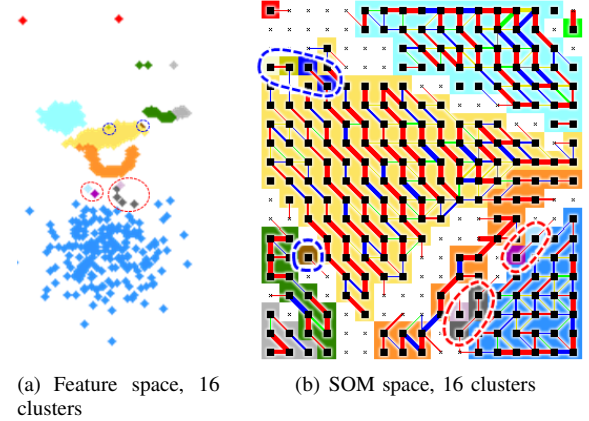 (a) Feature space, 16
clusters
(b) SOM space, 16 clusters